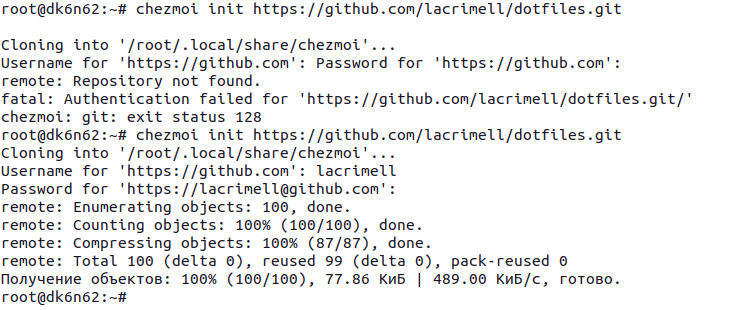 root@dk6n62:~# chezmoi init https://github.com/lacrimell/dotfiles.git
Cloning into '/root/.local/share/chezmoi'...
Username for 'https://github.com': Password for 'https://github.com':
remote: Repository not found.
fatal: Authentication failed for 'https://github.com/lacrimell/dotfiles.git/'
chezmoi: git: exit status 128
root@dk6n62:~# chezmoi init https://github.com/lacrimell/dotfiles.git
Cloning into '/root/.local/share/chezmoi'...
Username for 'https://github.com': lacrimell
Password for 'https://lacrimell@github.com':
remote: Enumerating objects: 100, done.
remote: Counting objects: 100% (100/100), done.
remote: Compressing objects: 100% (87/87), done.
remote: Total 100 (delta 0), reused 99 (delta 0), pack-reused 0
Получение объектов: 100% (100/100), 77.86 КиБ | 489.00 КиБ/с, готово.
root@dk6n62:~#